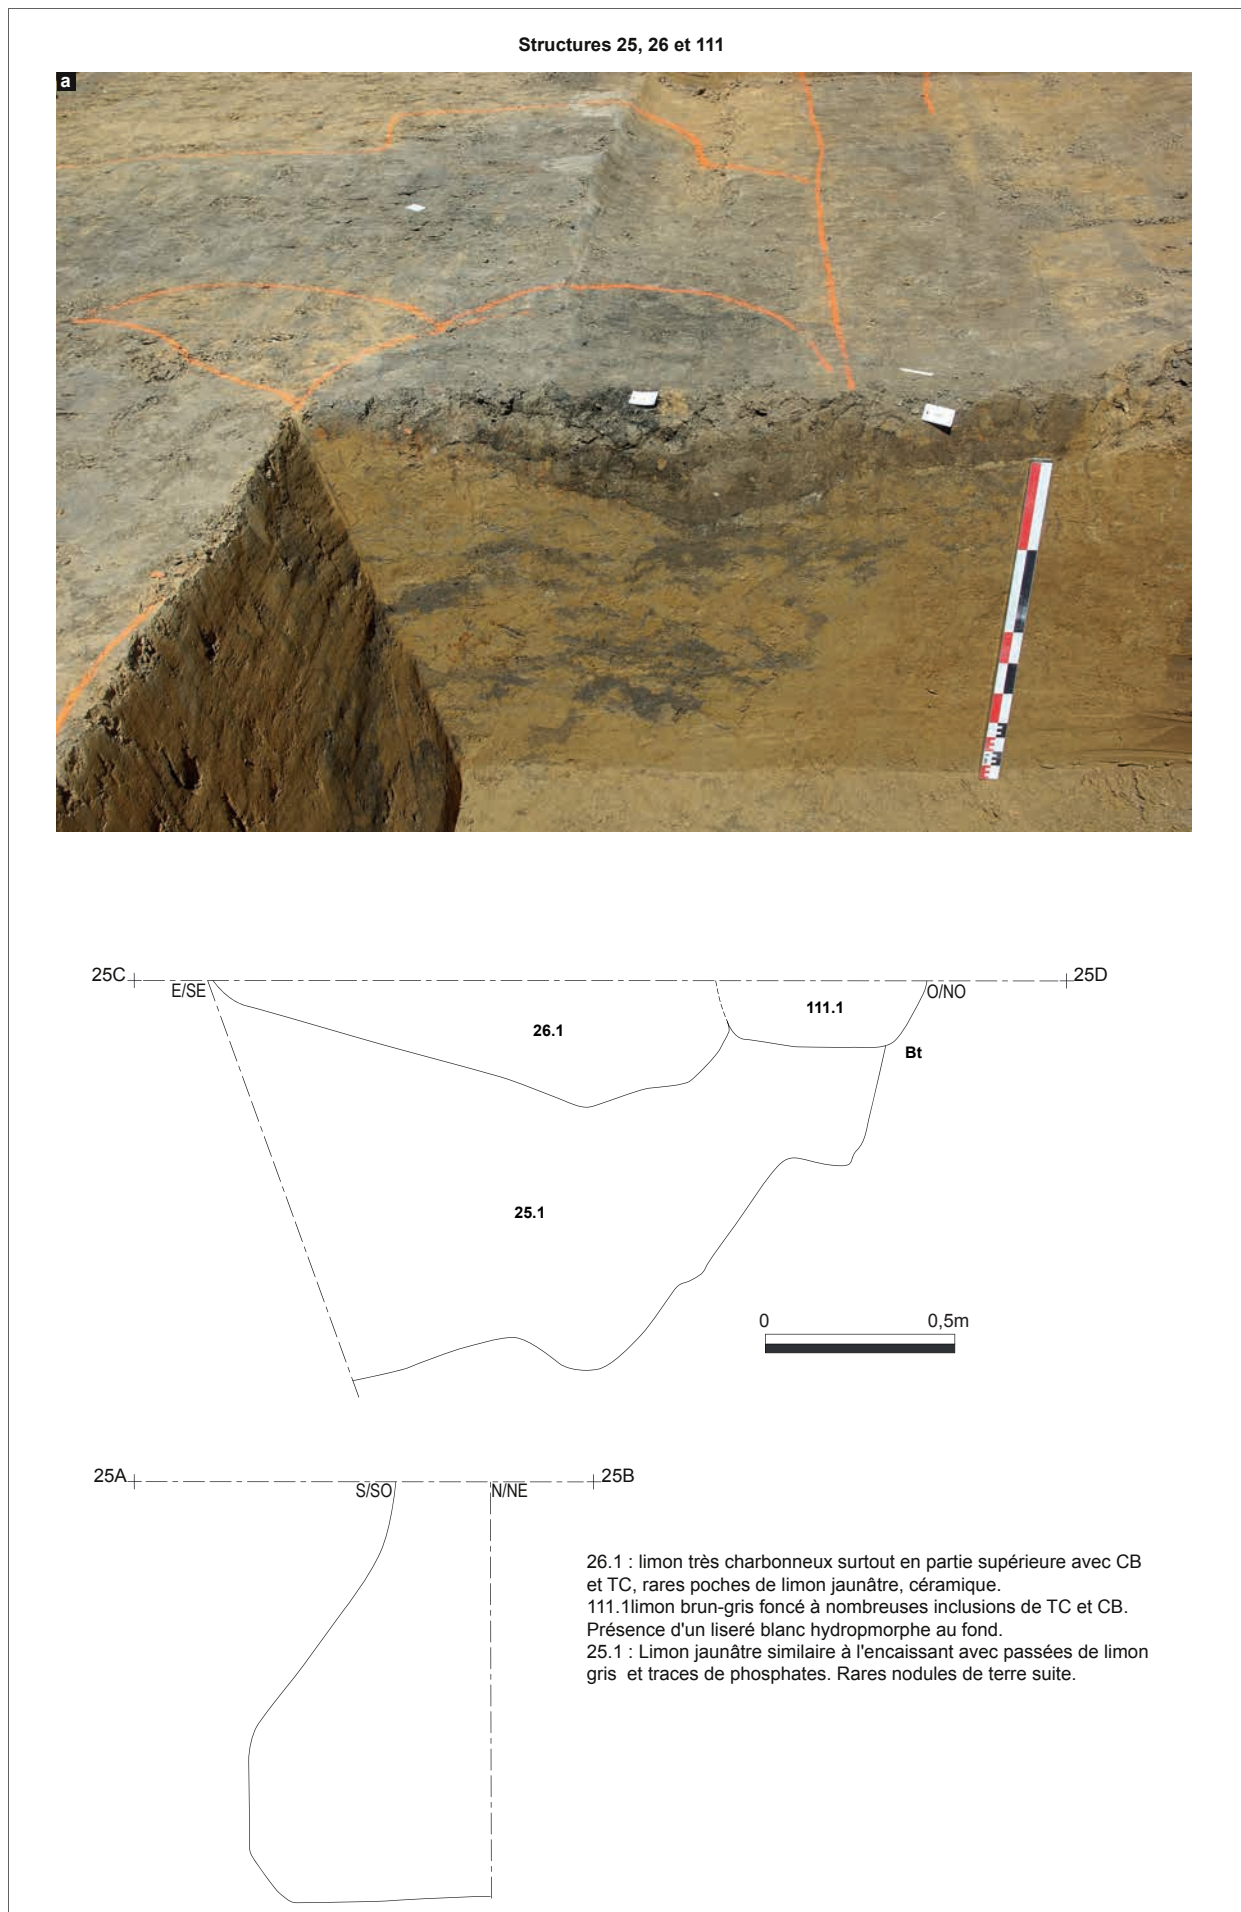 Structures 25, 26 et 111
a
25C
E/SE
O/NO
25D
26.1
111.1
Bt
25.1
0
0,5m
25A
S/SO
N/NE
25B
26.1 : limon très charbonneux surtout en partie supérieure avec CB
et TC, rares poches de limon jaunâtre, céramique.
111.1limon brun-gris foncé à nombreuses inclusions de TC et CB.
Présence d'un liseré blanc hydropmorphe au fond.
25.1 : Limon jaunâtre similaire à l'encaissant avec passées de limon
gris  et traces de phosphates. Rares nodules de terre suite.